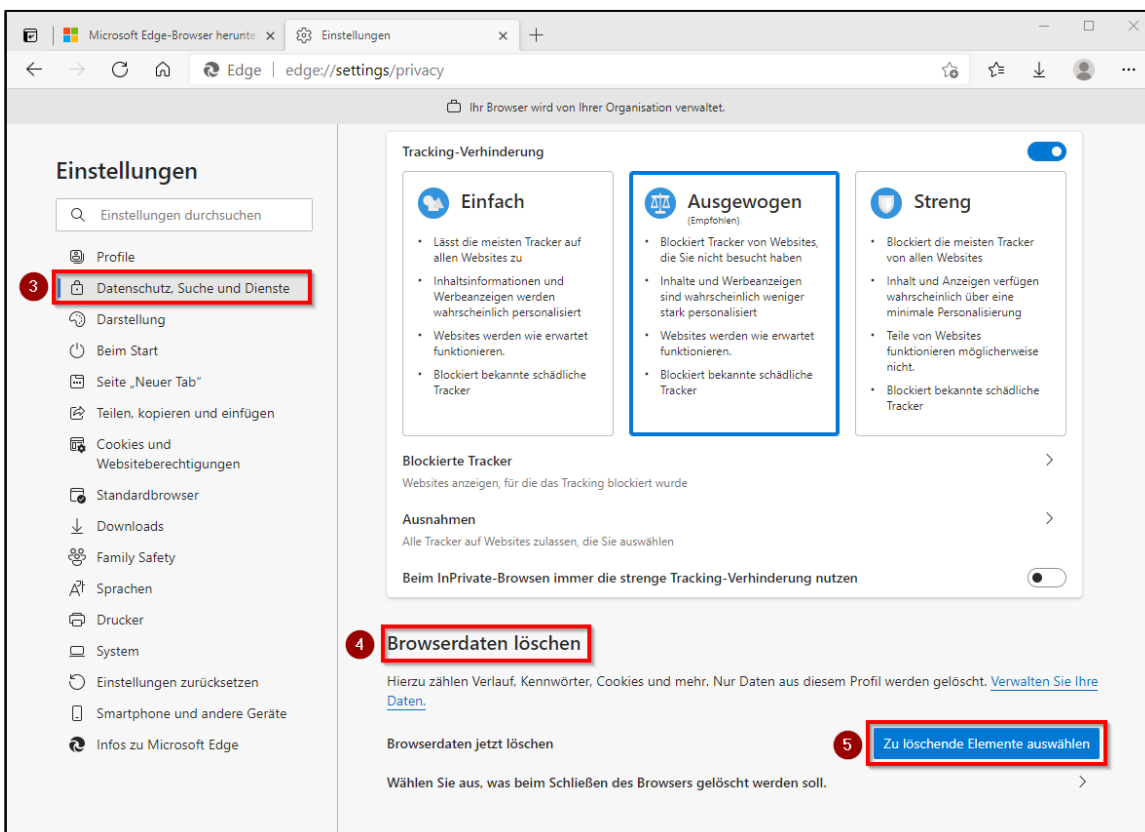 Microsoft Edge-Browser herunte
Einstellungen
Edge | edge://settings/privacy
Ihr Browser wird von Ihrer Organisation verwaltet.
Einstellungen
Einstellungen durchsuchen
Profile
3
Datenschutz, Suche und Dienste
Darstellung
Beim Start
Seite „Neuer Tab“
Teilen, kopieren und einfügen
Cookies und
Websiteberechtigungen
Standardbrowser
Downloads
Family Safety
Sprachen
Drucker
System
Einstellungen zurücksetzen
Smartphone und andere Geräte
Infos zu Microsoft Edge
Tracking-Verhinderung
Einfach
• Lässt die meisten Tracker auf
allen Websites zu
• Inhaltsinformationen und
Werbeanzeigen werden
wahrscheinlich personalisiert
• Websites werden wie erwartet
funktionieren.
• Blockiert bekannte schädliche
Tracker
Ausgewogen
(Empfohlen)
• Blockiert Tracker von Websites,
die Sie nicht besucht haben
• Inhalte und Werbeanzeigen
sind wahrscheinlich weniger
stark personalisiert
• Websites werden wie erwartet
funktionieren.
• Blockiert bekannte schädliche
Tracker
Streng
• Blockiert die meisten Tracker
von allen Websites
• Inhalt und Anzeigen verfügen
wahrscheinlich über eine
minimale Personalisierung
• Teile von Websites
funktionieren möglicherweise
nicht.
• Blockiert bekannte schädliche
Tracker
Blockierte Tracker
Websites anzeigen, für die das Tracking blockiert wurde
Ausnahmen
Alle Tracker auf Websites zulassen, die Sie auswählen
Beim InPrivate-Browsen immer die strenge Tracking-Verhinderung nutzen
4
Browserdaten löschen
Hierzu zählen Verlauf, Kennwörter, Cookies und mehr. Nur Daten aus diesem Profil werden gelöscht. Verwalten Sie Ihre
Daten.
Browserdaten jetzt löschen
5
Zu löschende Elemente auswählen
Wählen Sie aus, was beim Schließen des Browsers gelöscht werden soll.